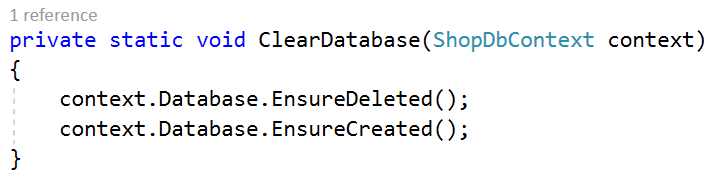 1 reference
private static void ClearDatabase(ShopDbContext context)
{
    context.Database.EnsureDeleted();
    context.Database.EnsureCreated();
}